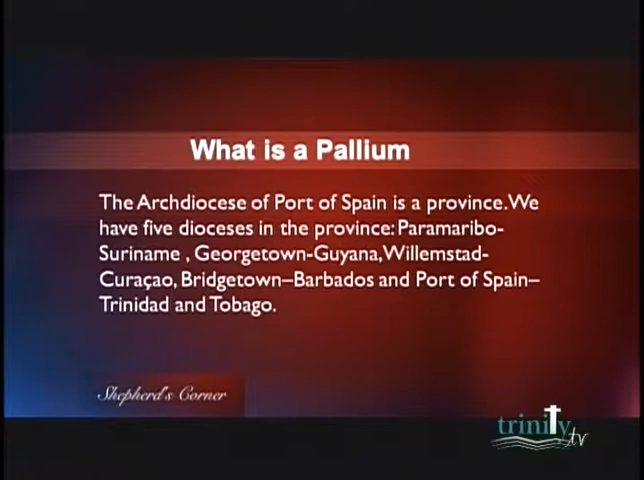 What is a Pallium
The Archdiocese of Port of Spain is a province.We
have five dioceses in the province: Paramaribo-
Suriname , Georgetown-Guyana,Willemstad-
Curaçao, Bridgetown–Barbados and Port of Spain–
Trinidad and Tobago.
Shepherd's Corner
trinity
tv